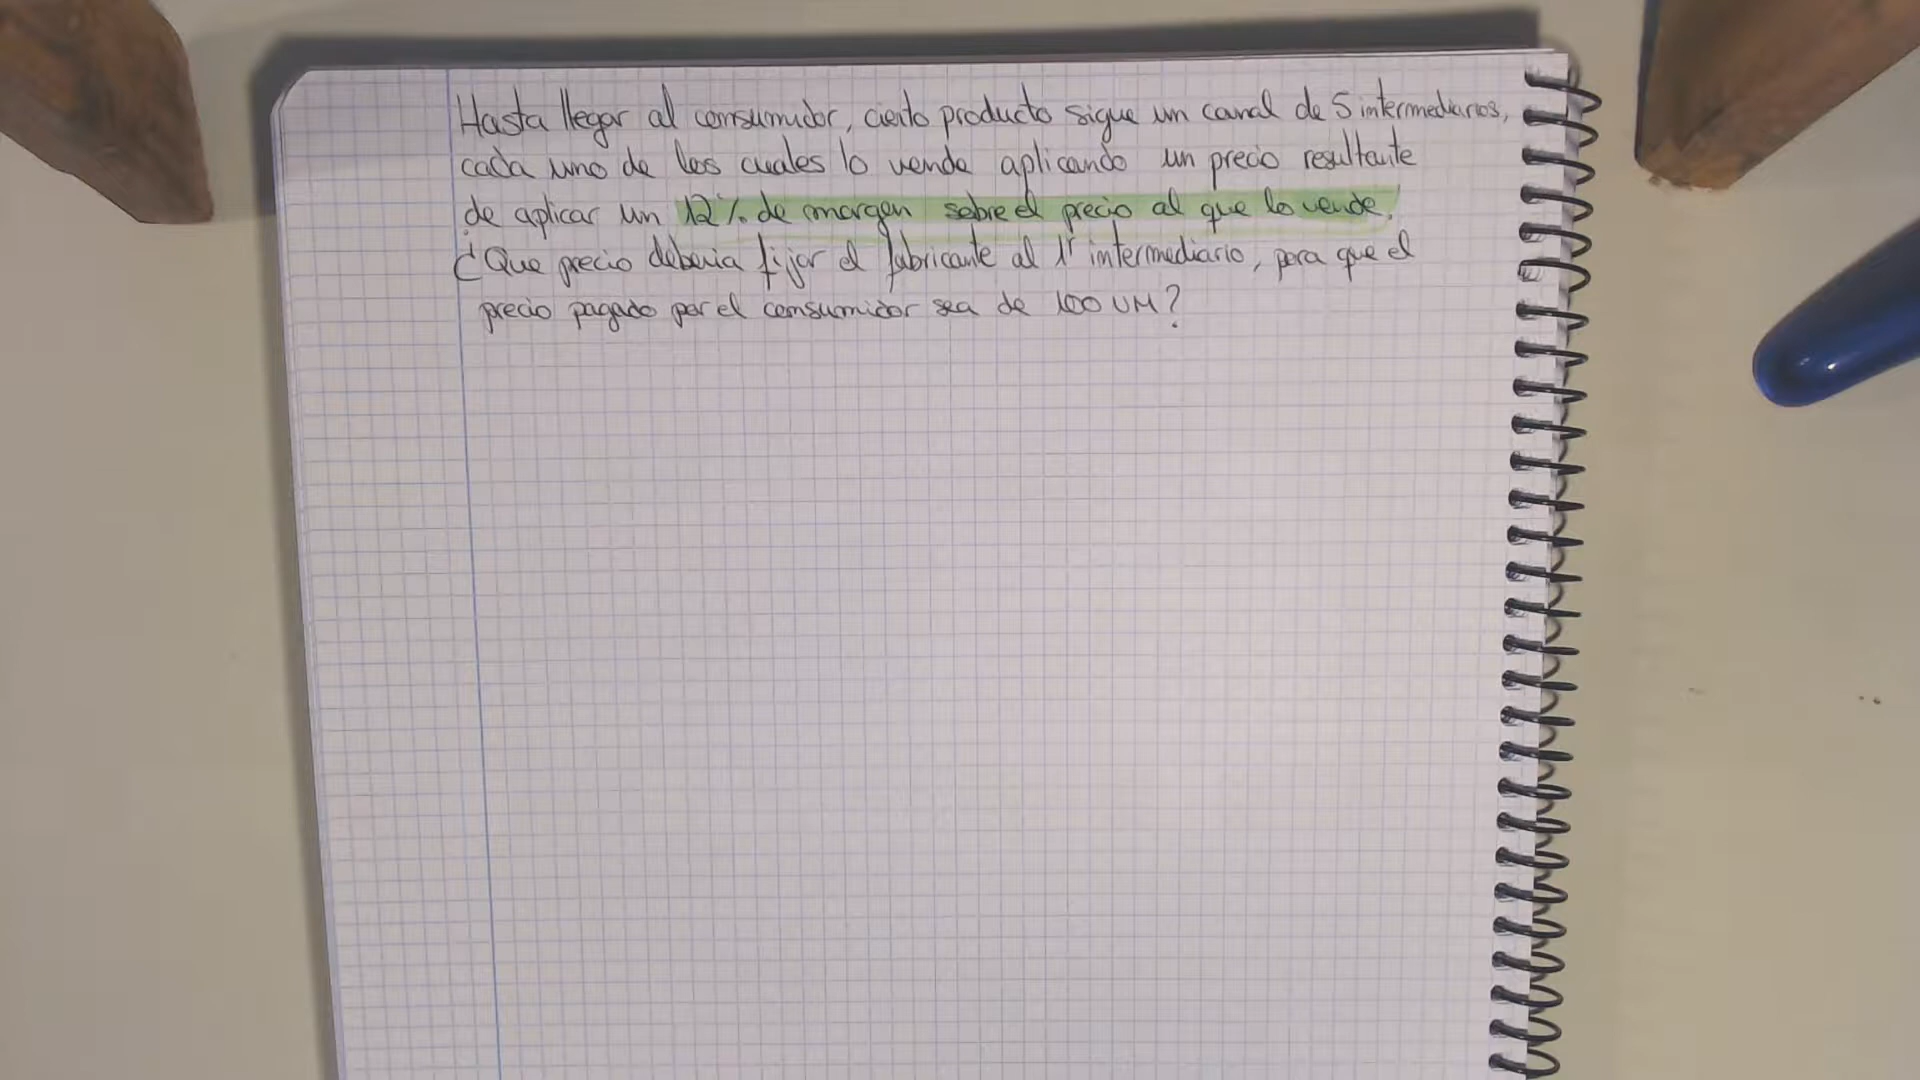 Hasta llegar al consumidor, cierto producto sigue un canal de 5 intermediarios,
cada uno de los cuales lo vende aplicando un precio resultante
de aplicar un 12% de margen sobre el precio al que lo vende.
¿Que precio deberia fijar el fabricante al 1r intermediario, para que el
precio pagado por el consumidor sea de 100 UM?